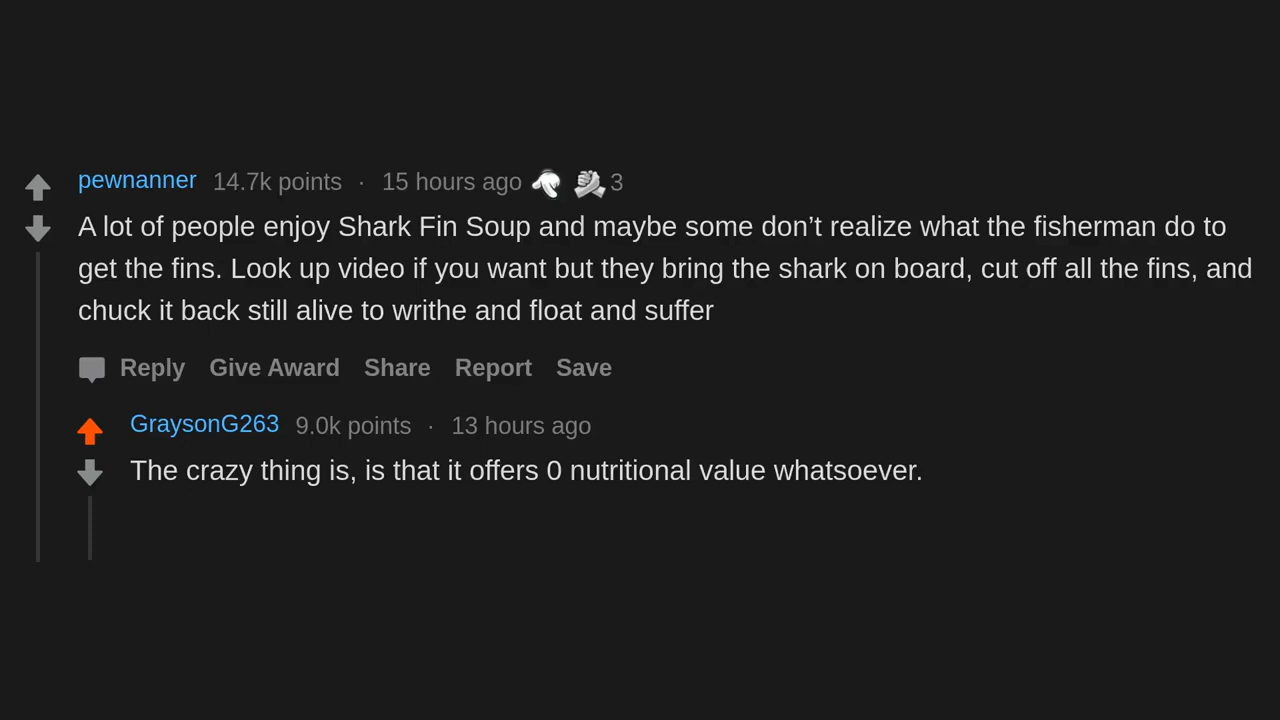 pewnanner 14.7k points · 15 hours ago 3
A lot of people enjoy Shark Fin Soup and maybe some don’t realize what the fisherman do to
get the fins. Look up video if you want but they bring the shark on board, cut off all the fins, and
chuck it back still alive to writhe and float and suffer
Reply Give Award Share Report Save
GraysonG263 9.0k points · 13 hours ago
The crazy thing is, is that it offers 0 nutritional value whatsoever.